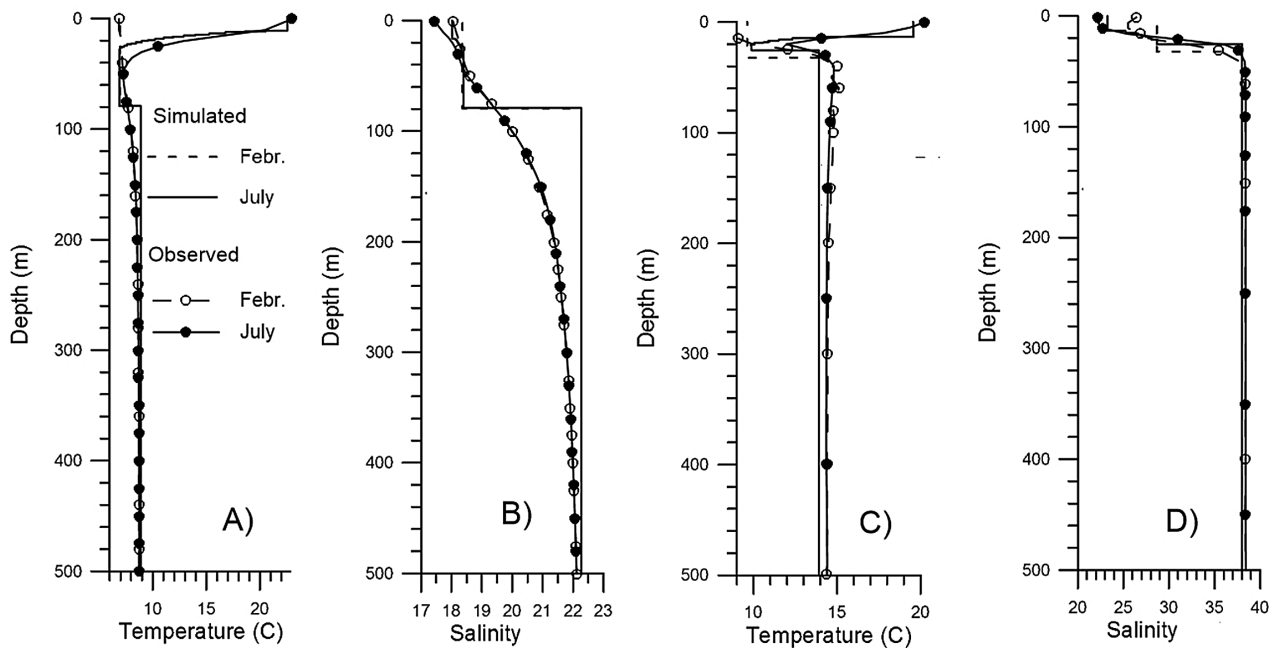 0
100
200
300
400
500
Depth (m)
10
20
Temperature (C)
Simulated
Febr.
July
Observed
Febr.
July
A)
0
100
200
300
400
500
Depth (m)
17
18
19
20
21
22
23
Salinity
B)
0
100
200
300
400
500
Depth (m)
10
15
20
Temperature (C)
C)
0
100
200
300
400
500
Depth (m)
20
25
30
35
40
Salinity
D)